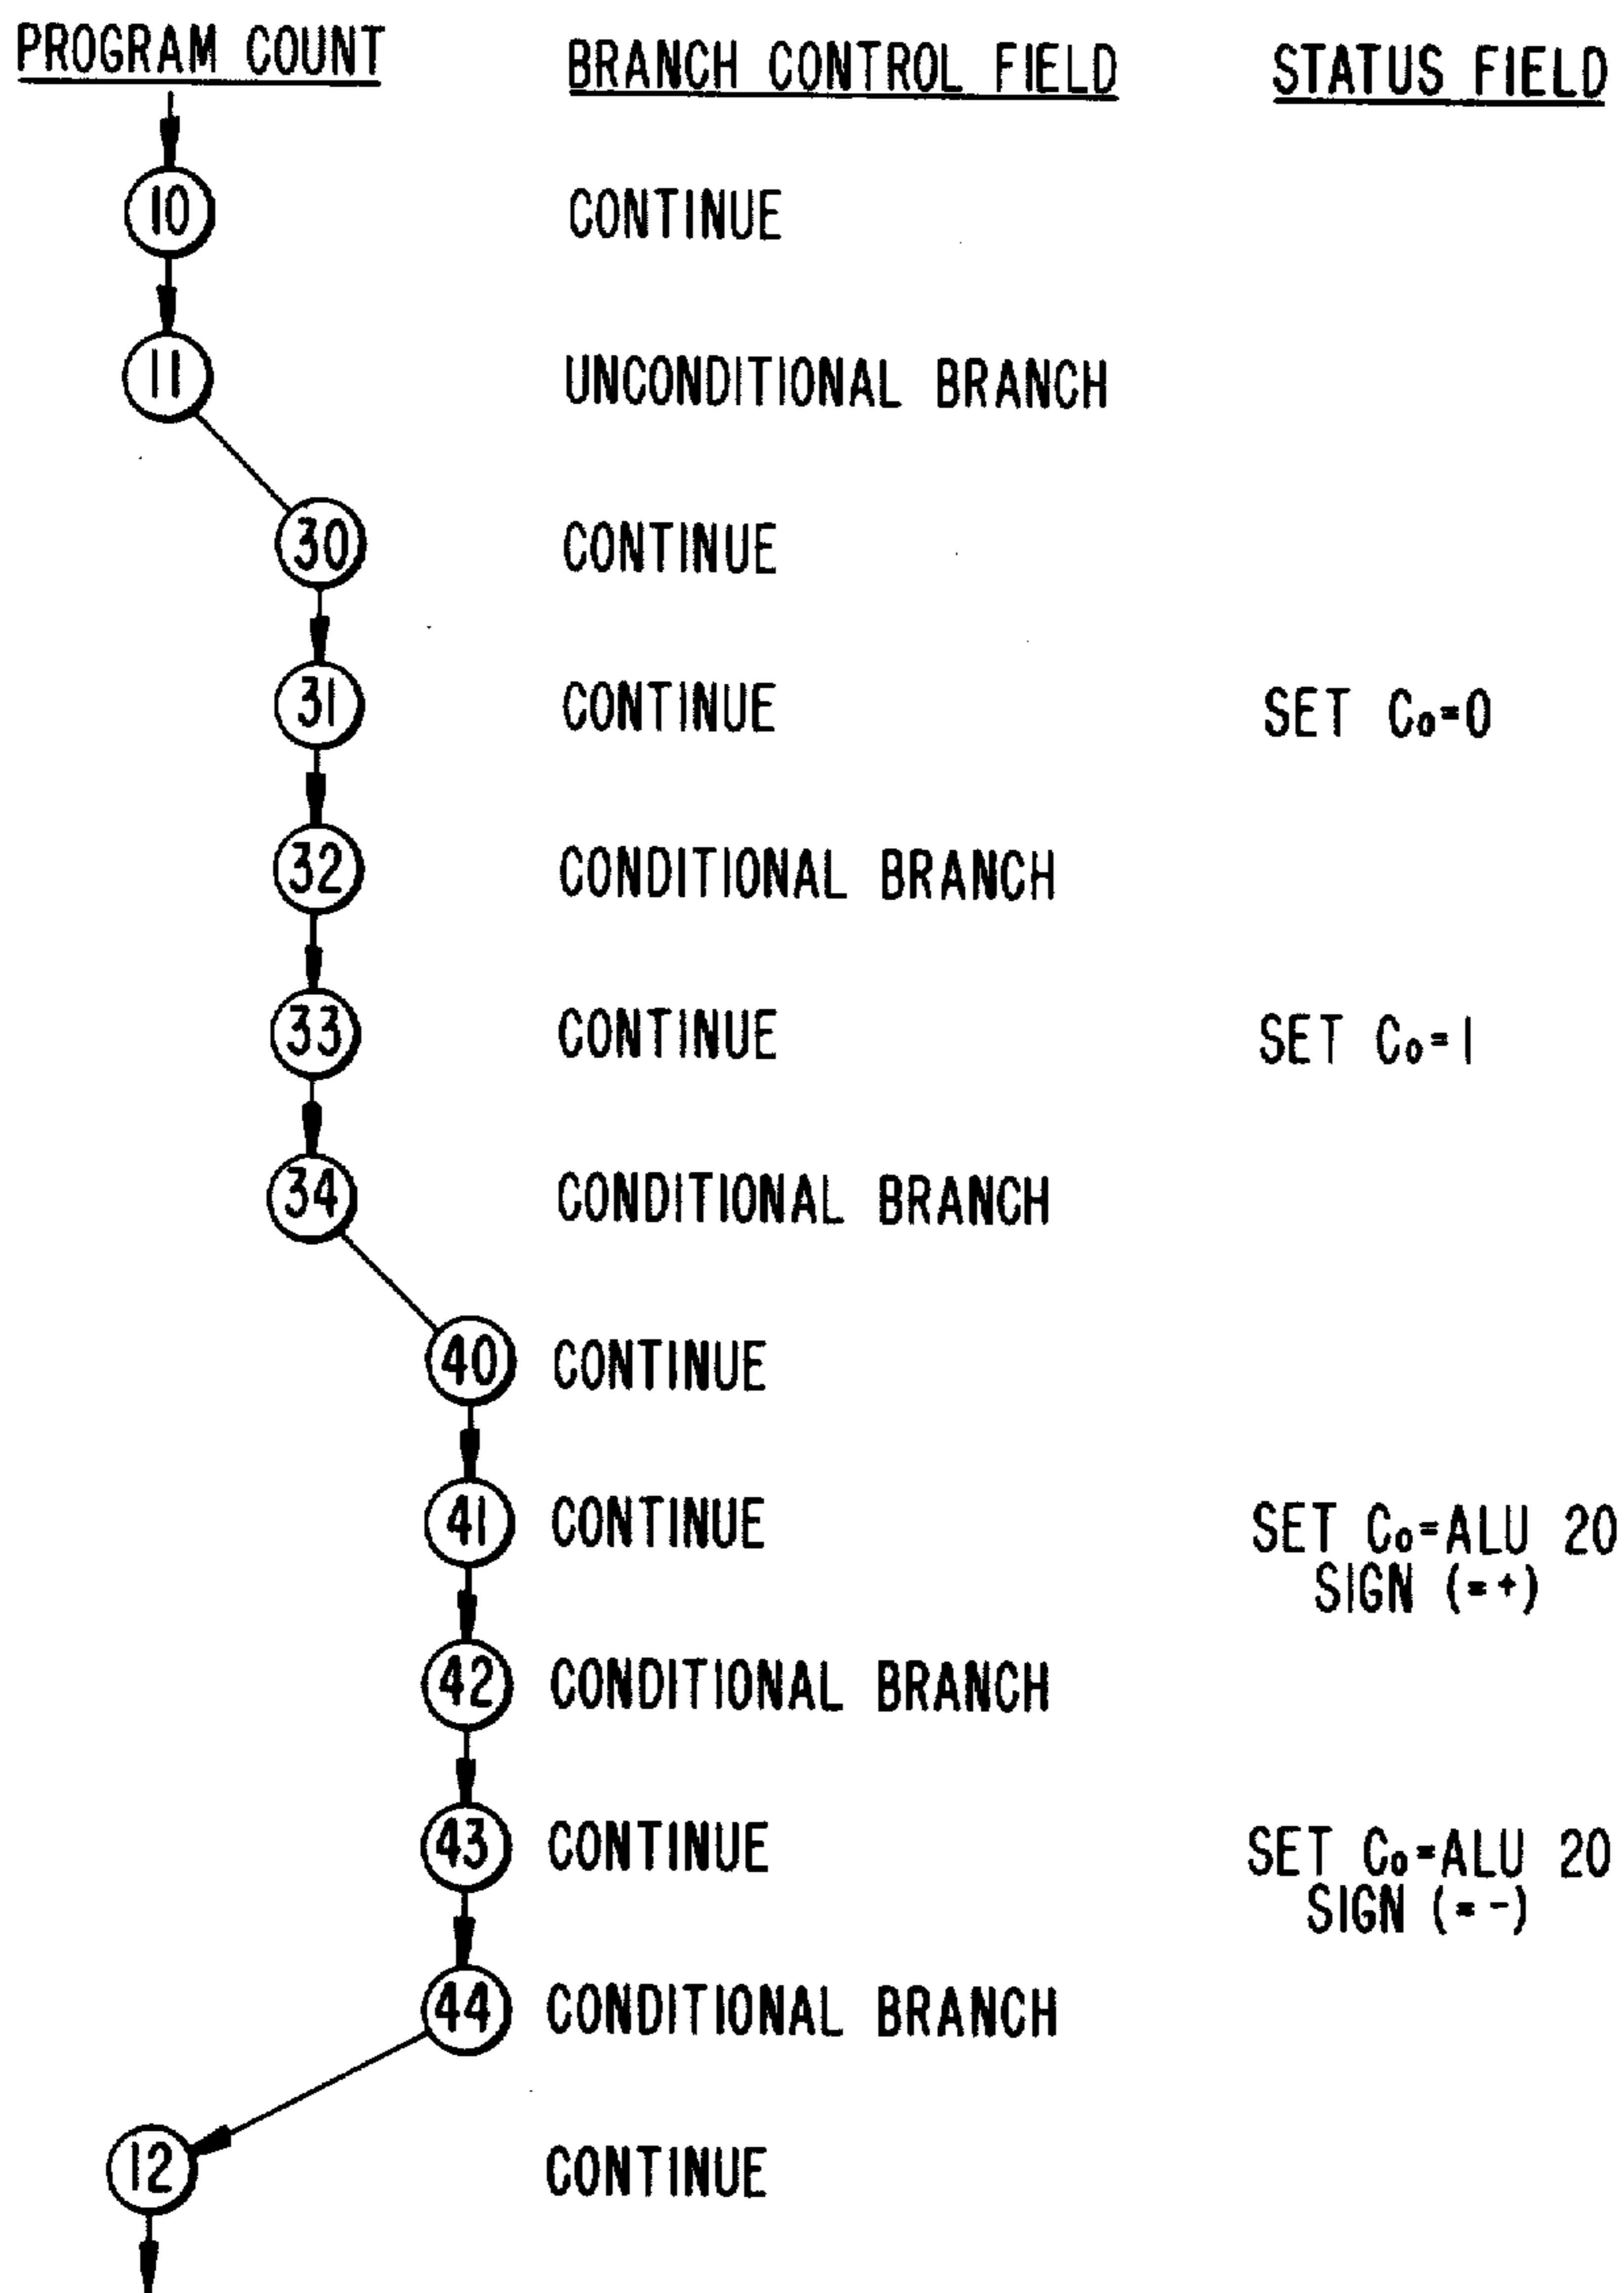 PROGRAM COUNT BRANCH CONTROL FIELD STATUS FIELD
10 CONTINUE
11 UNCONDITIONAL BRANCH
30 CONTINUE
31 CONTINUE SET C₀=0
32 CONDITIONAL BRANCH
33 CONTINUE SET C₀=1
34 CONDITIONAL BRANCH
40 CONTINUE
41 CONTINUE SET C₀=ALU 20
SIGN (=+)
42 CONDITIONAL BRANCH
43 CONTINUE SET C₀=ALU 20
SIGN (=-)
44 CONDITIONAL BRANCH
12 CONTINUE